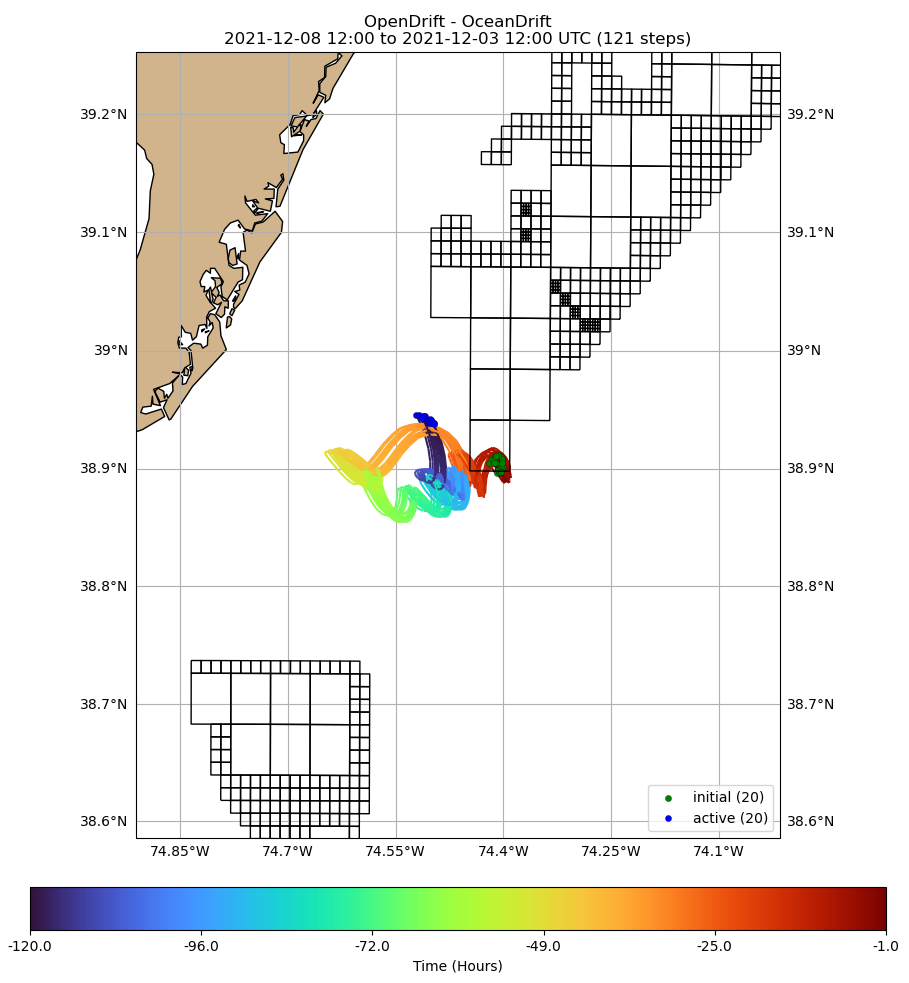 OpenDrift - OceanDrift
2021-12-08 12:00 to 2021-12-03 12:00 UTC (121 steps)
39.2°N 39.2°N
39.1°N 39.1°N
39°N 39°N
38.9°N 38.9°N
38.8°N 38.8°N
38.7°N 38.7°N
initial (20)
active (20)
38.6°N 38.6°N
74.85°W 74.7°W 74.55°W 74.4°W 74.25°W 74.1°W
-120.0 -96.0 -72.0 -49.0 -25.0 -1.0
Time (Hours)